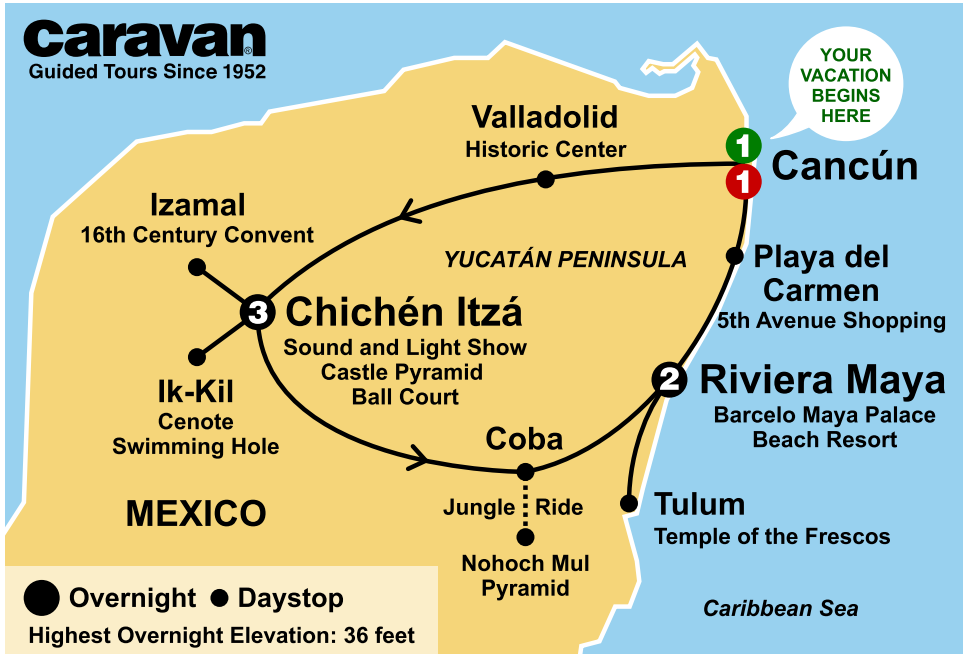 caravan®
Guided Tours Since 1952
YOUR
VACATION
BEGINS
HERE
Valladolid
Historic Center
1
1
Cancún
Izamal
16th Century Convent
YUCATÁN PENINSULA
Playa del
Carmen
5th Avenue Shopping
3
Chichén Itzá
Sound and Light Show
Castle Pyramid
Ball Court
Ik-Kil
Cenote
Swimming Hole
2
Riviera Maya
Barcelo Maya Palace
Beach Resort
Coba
Jungle Ride
Nohoch Mul
Pyramid
Tulum
Temple of the Frescos
MEXICO
Caribbean Sea
Overnight Daystop
Highest Overnight Elevation: 36 feet